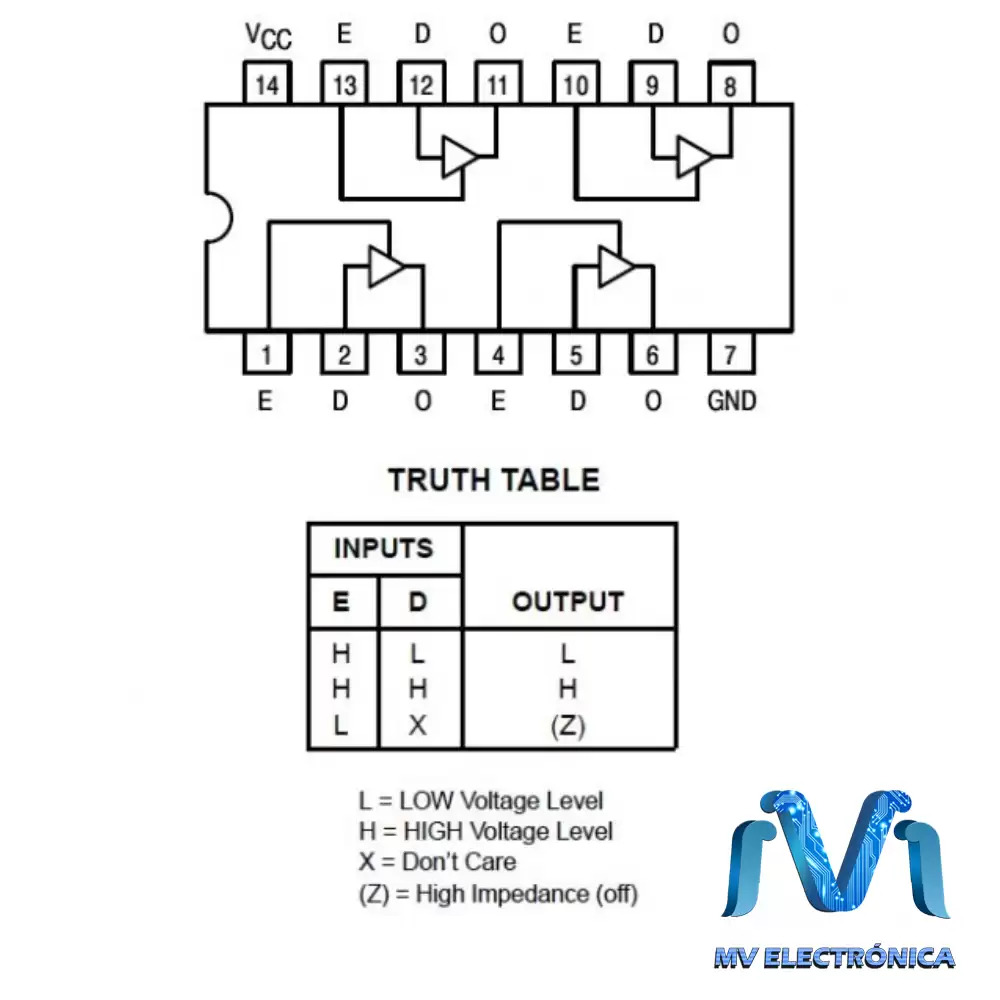 VCC E D O E D O
14 13 12 11 10 9 8
1 2 3 4 5 6 7
E D O E D O GND
TRUTH TABLE
INPUTS
E D OUTPUT
H L L
H H H
L X (Z)
L = LOW Voltage Level
H = HIGH Voltage Level
X = Don't Care
(Z) = High Impedance (off)
MV ELECTRÓNICA